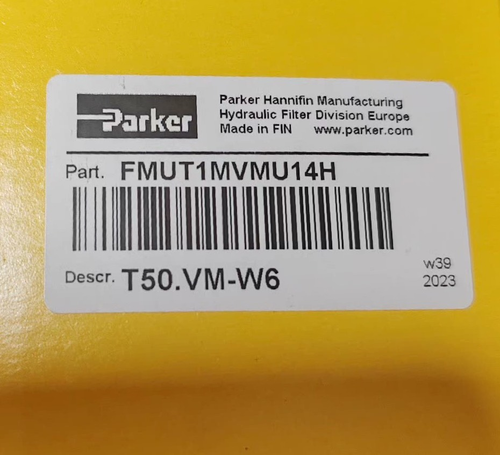 Parker
Parker Hannifin Manufacturing
Hydraulic Filter Division Europe
Made in FIN www.parker.com
Part. FMUT1MVMU14H
Descr. T50.VM-W6
w39
2023